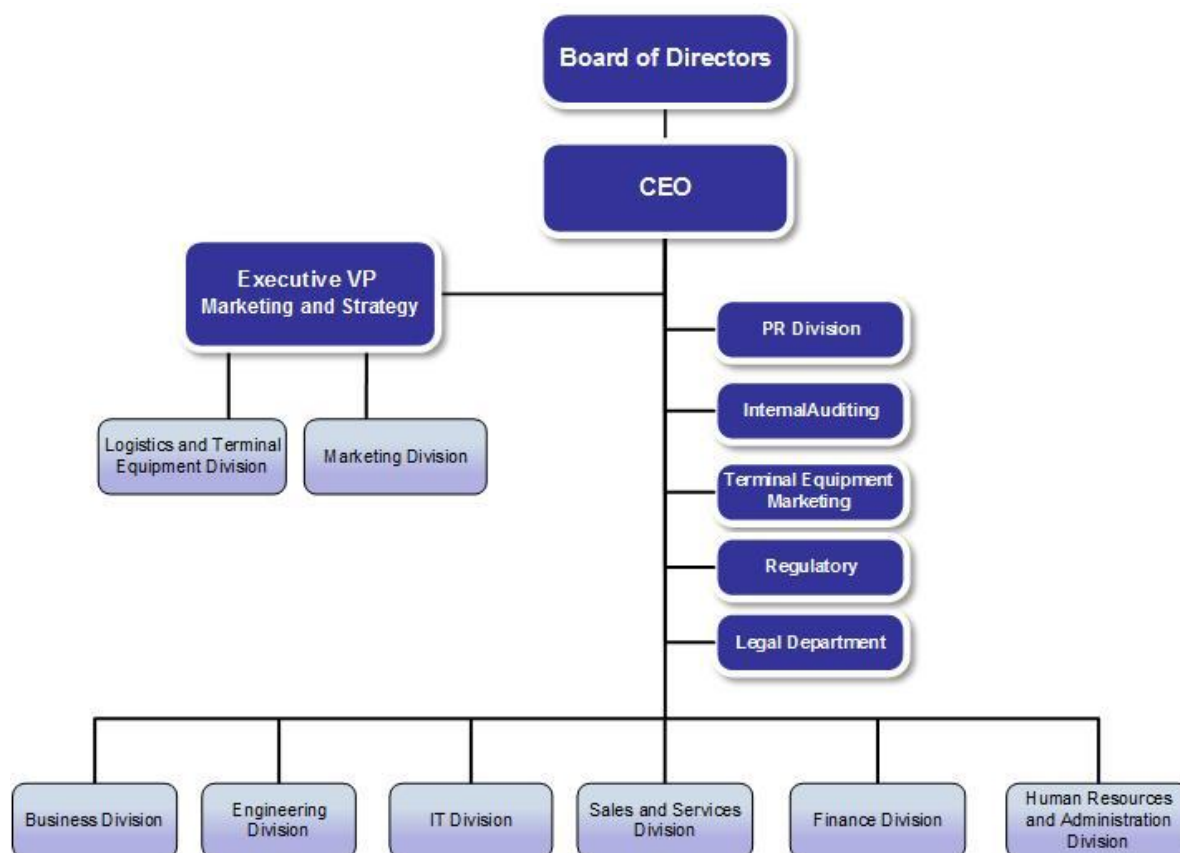 Board of Directors
CEO
Executive VP
Marketing and Strategy
PR Division
InternalAuditing
Logistics and Terminal
Equipment Division
Marketing Division
Terminal Equipment
Marketing
Regulatory
Legal Department
Business Division
Engineering
Division
IT Division
Sales and Services
Division
Finance Division
Human Resources
and Administration
Division